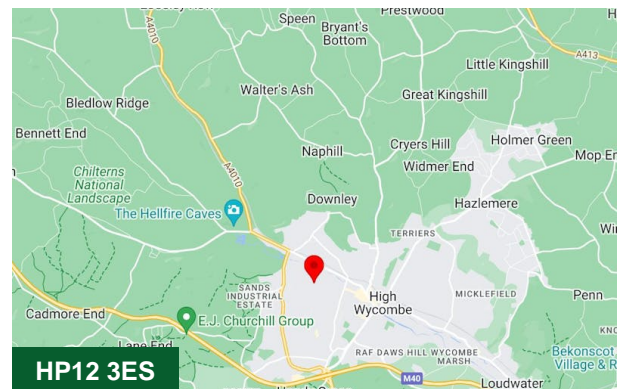 Speen
Prestwood
Bryant's
Bottom
A4010
A413
Little Kingshill
Walter's Ash
Great Kingshill
Bledlow Ridge
Bennett End
Cryers Hill
Holmer Green
Naphill
Widmer End
Mop En
Chilterns
National
Landscape
A4010
Downley
Hazlemere
The Hellfire Caves
TERRIERS
SANDS
INDUSTRIAL
ESTATE
High
Wycombe
MICKLEFIELD
Penn
Cadmore End
E.J. Churchill Group
Lane End
RAF DAWS HILL
WYCOMBE
MARSH
Bekonscot
Village & R
HP12 3ES
M40
Loudwater